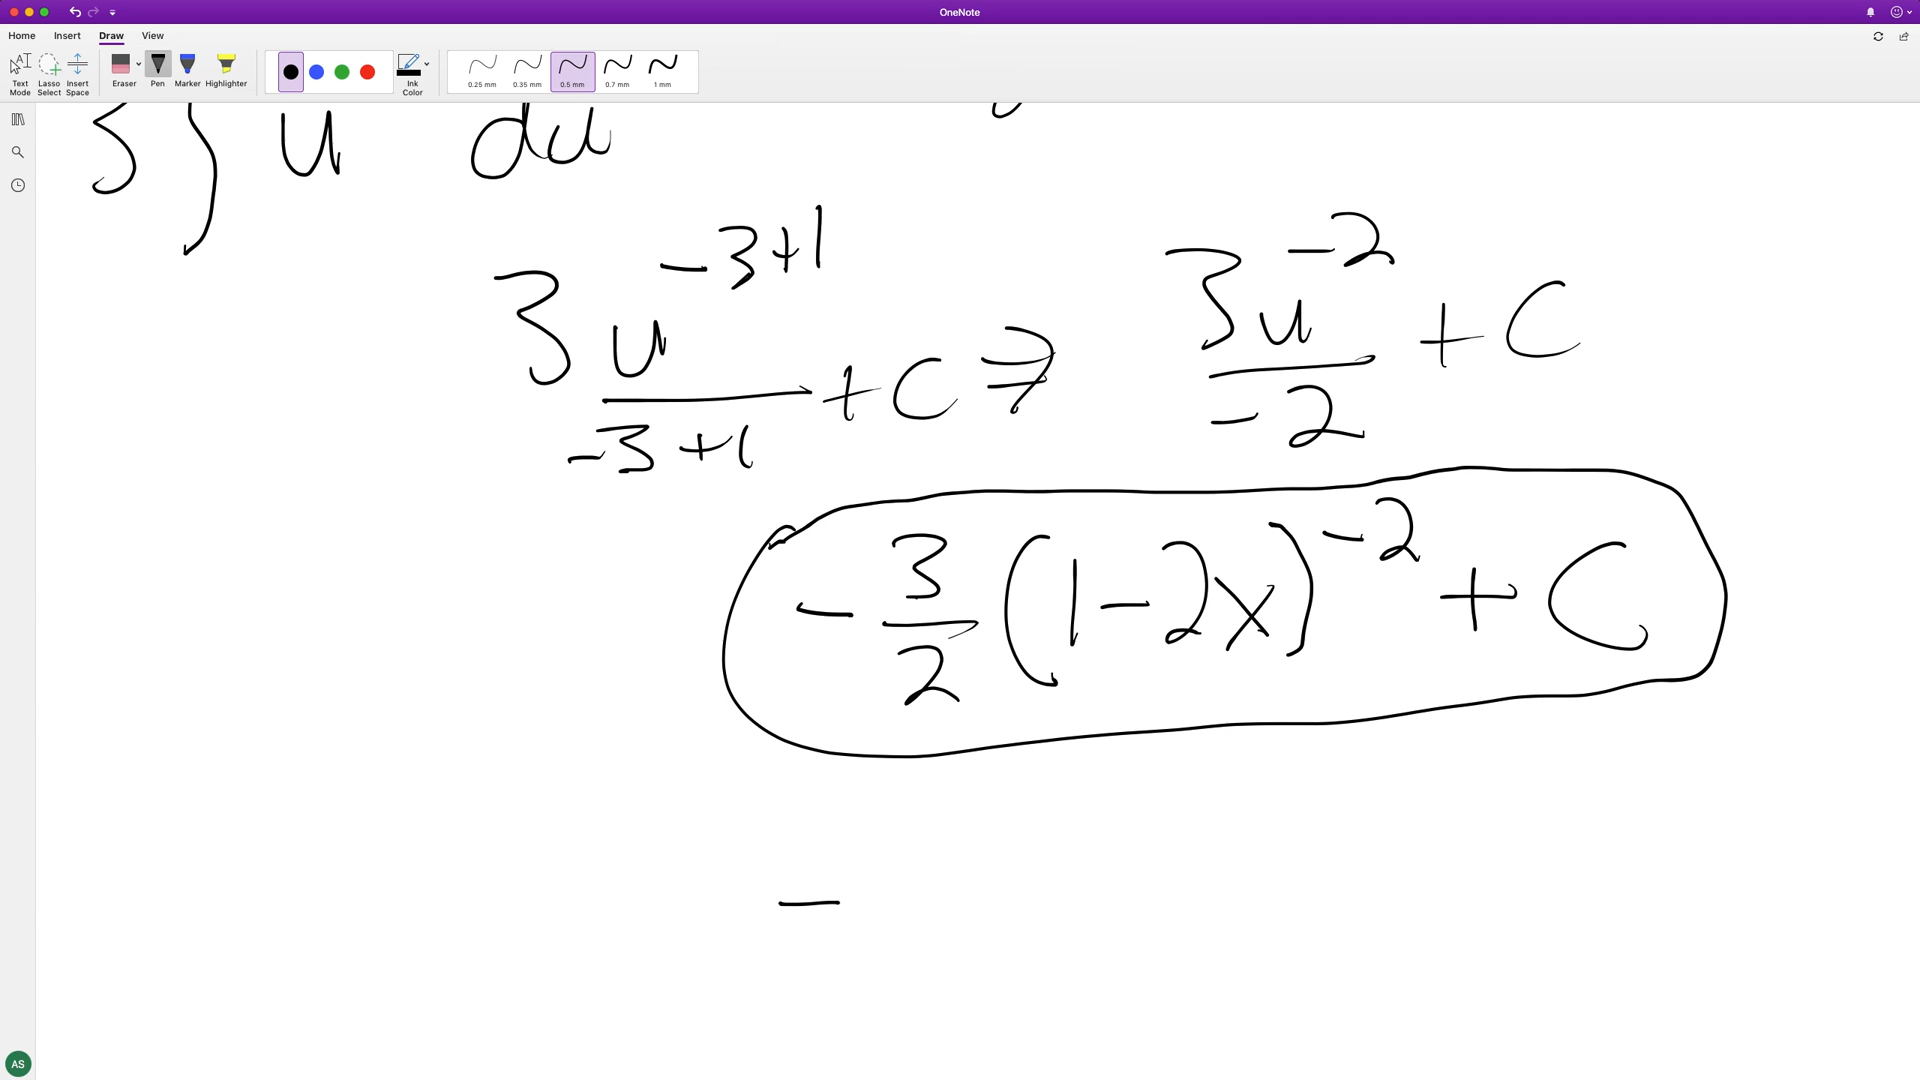 OneNote
Home Insert Draw View
Text Mode Lasso Select Insert Space Eraser Pen Marker Highlighter Ink Color 0.25 mm 0.35 mm 0.5 mm 0.7 mm 1 mm
3 ∫ u du
3 u^(-3+1) / (-3+1) + C ⇒ 3u^(-2) / -2 + C
- 3/2 (1-2x)^(-2) + C
-
AS